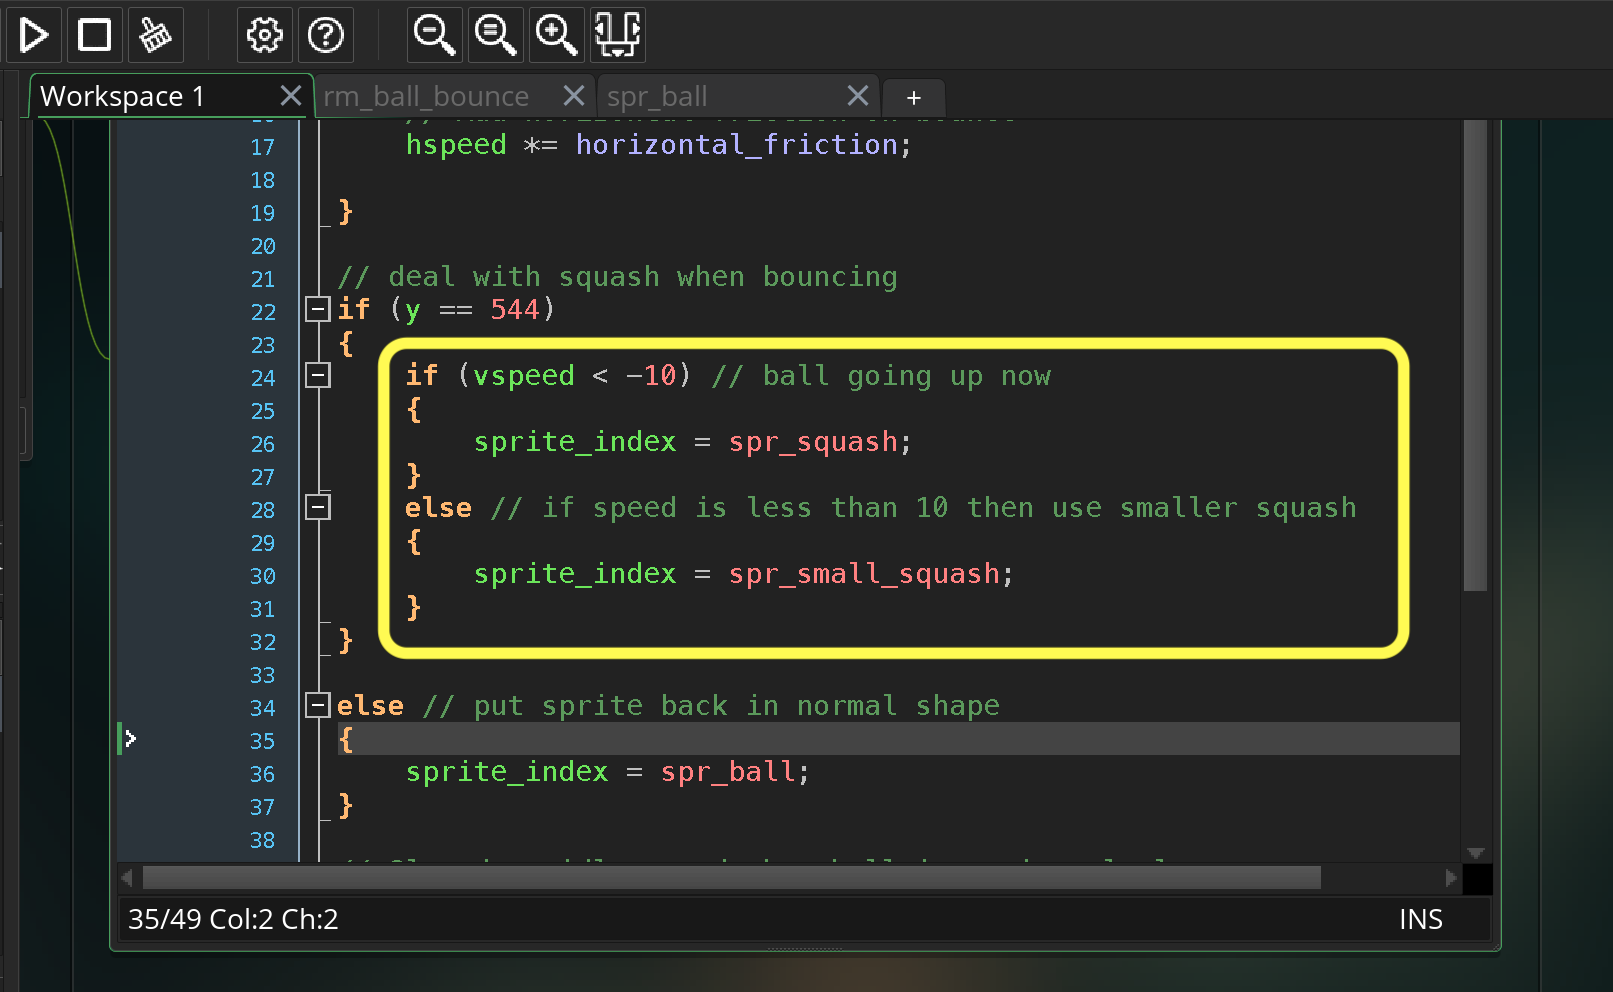 Workspace 1
rm_ball_bounce
spr_ball
+
17 hspeed *= horizontal_friction;
18
19 }
20
21 // deal with squash when bouncing
22 if (y == 544)
23 {
24 if (vspeed < -10) // ball going up now
25 {
26 sprite_index = spr_squash;
27 }
28 else // if speed is less than 10 then use smaller squash
29 {
30 sprite_index = spr_small_squash;
31 }
32 }
33
34 else // put sprite back in normal shape
35 {
36 sprite_index = spr_ball;
37 }
38
35/49 Col:2 Ch:2
INS